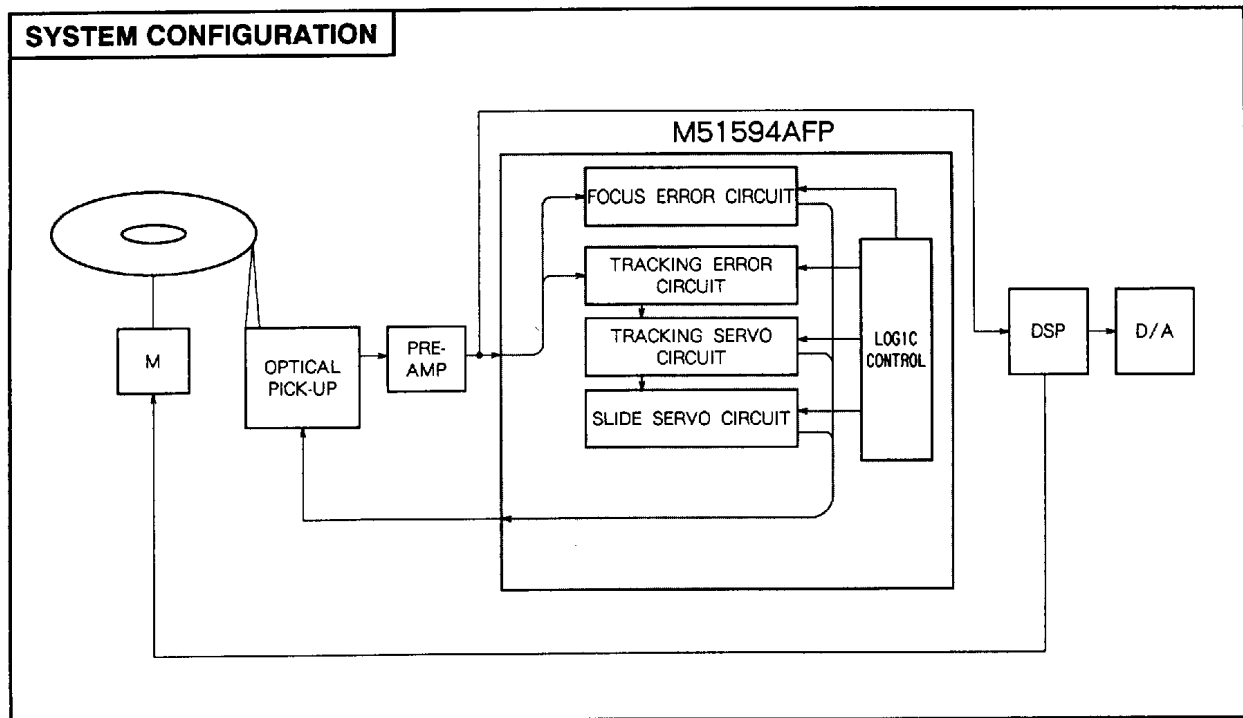 SYSTEM CONFIGURATION
M51594AFP
FOCUS ERROR CIRCUIT
TRACKING ERROR
CIRCUIT
TRACKING SERVO
CIRCUIT
SLIDE SERVO CIRCUIT
LOGIC
CONTROL
M
OPTICAL
PICK-UP
PRE-
AMP
DSP
D/A